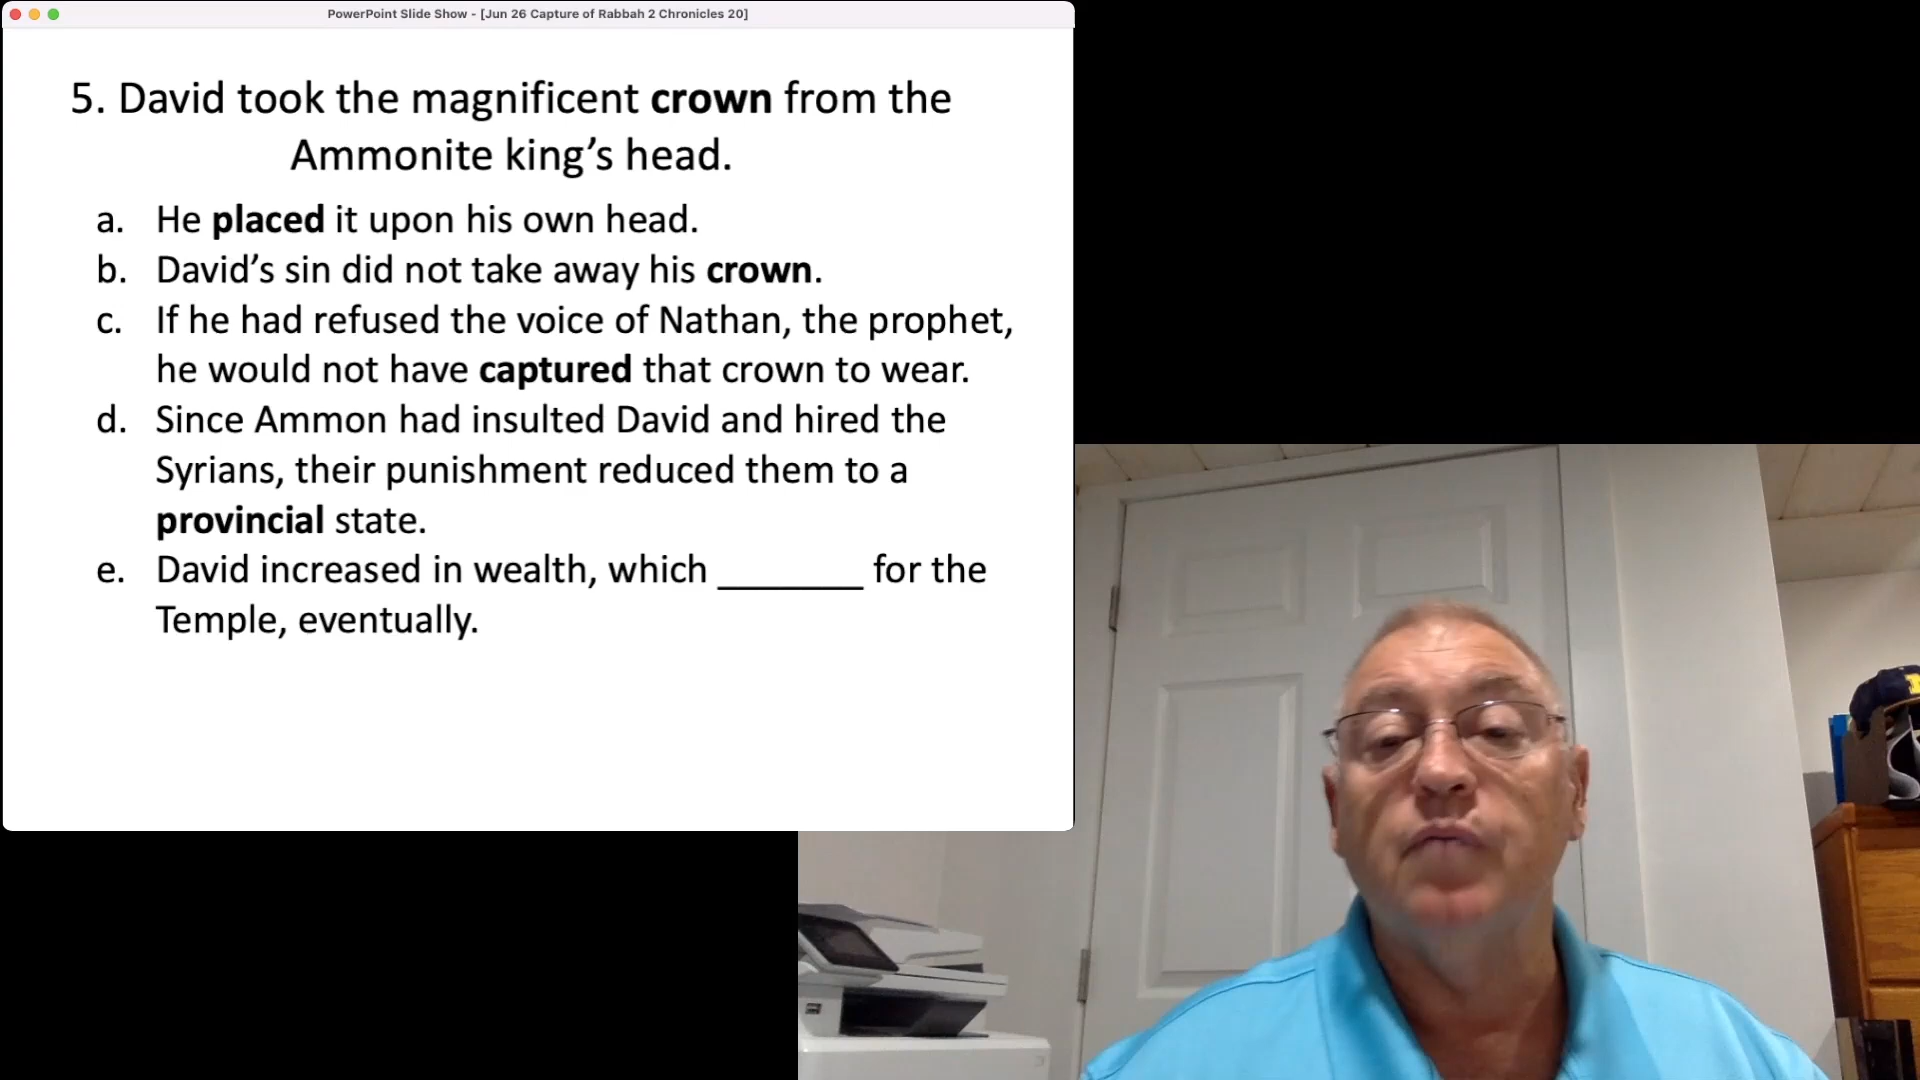 PowerPoint Slide Show - [Jun 26 Capture of Rabbah 2 Chronicles 20]
5. David took the magnificent crown from the
Ammonite king’s head.
a. He placed it upon his own head.
b. David’s sin did not take away his crown.
c. If he had refused the voice of Nathan, the prophet,
he would not have captured that crown to wear.
d. Since Ammon had insulted David and hired the
Syrians, their punishment reduced them to a
provincial state.
e. David increased in wealth, which _______ for the
Temple, eventually.